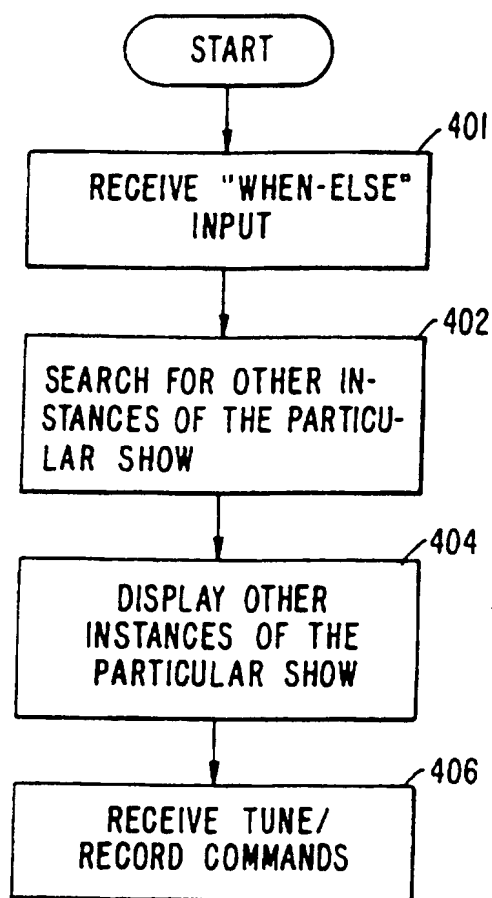 START
401
RECEIVE "WHEN-ELSE"
INPUT
402
SEARCH FOR OTHER IN-
STANCES OF THE PARTICU-
LAR SHOW
404
DISPLAY OTHER
INSTANCES OF THE
PARTICULAR SHOW
406
RECEIVE TUNE/
RECORD COMMANDS